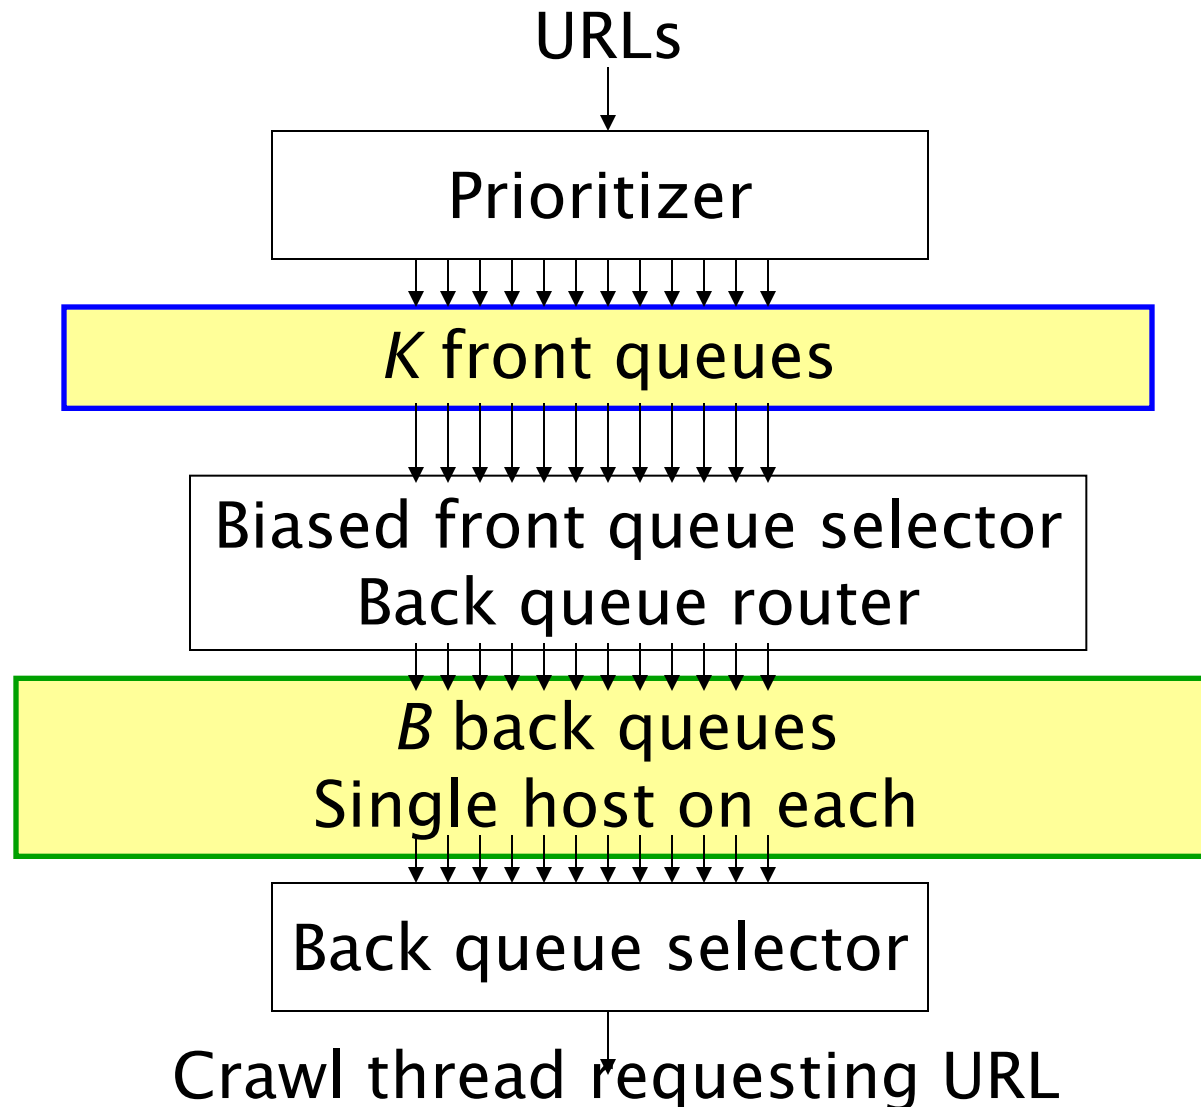 URLs
Prioritizer
K front queues
Biased front queue selector
Back queue router
B back queues
Single host on each
Back queue selector
Crawl thread requesting URL